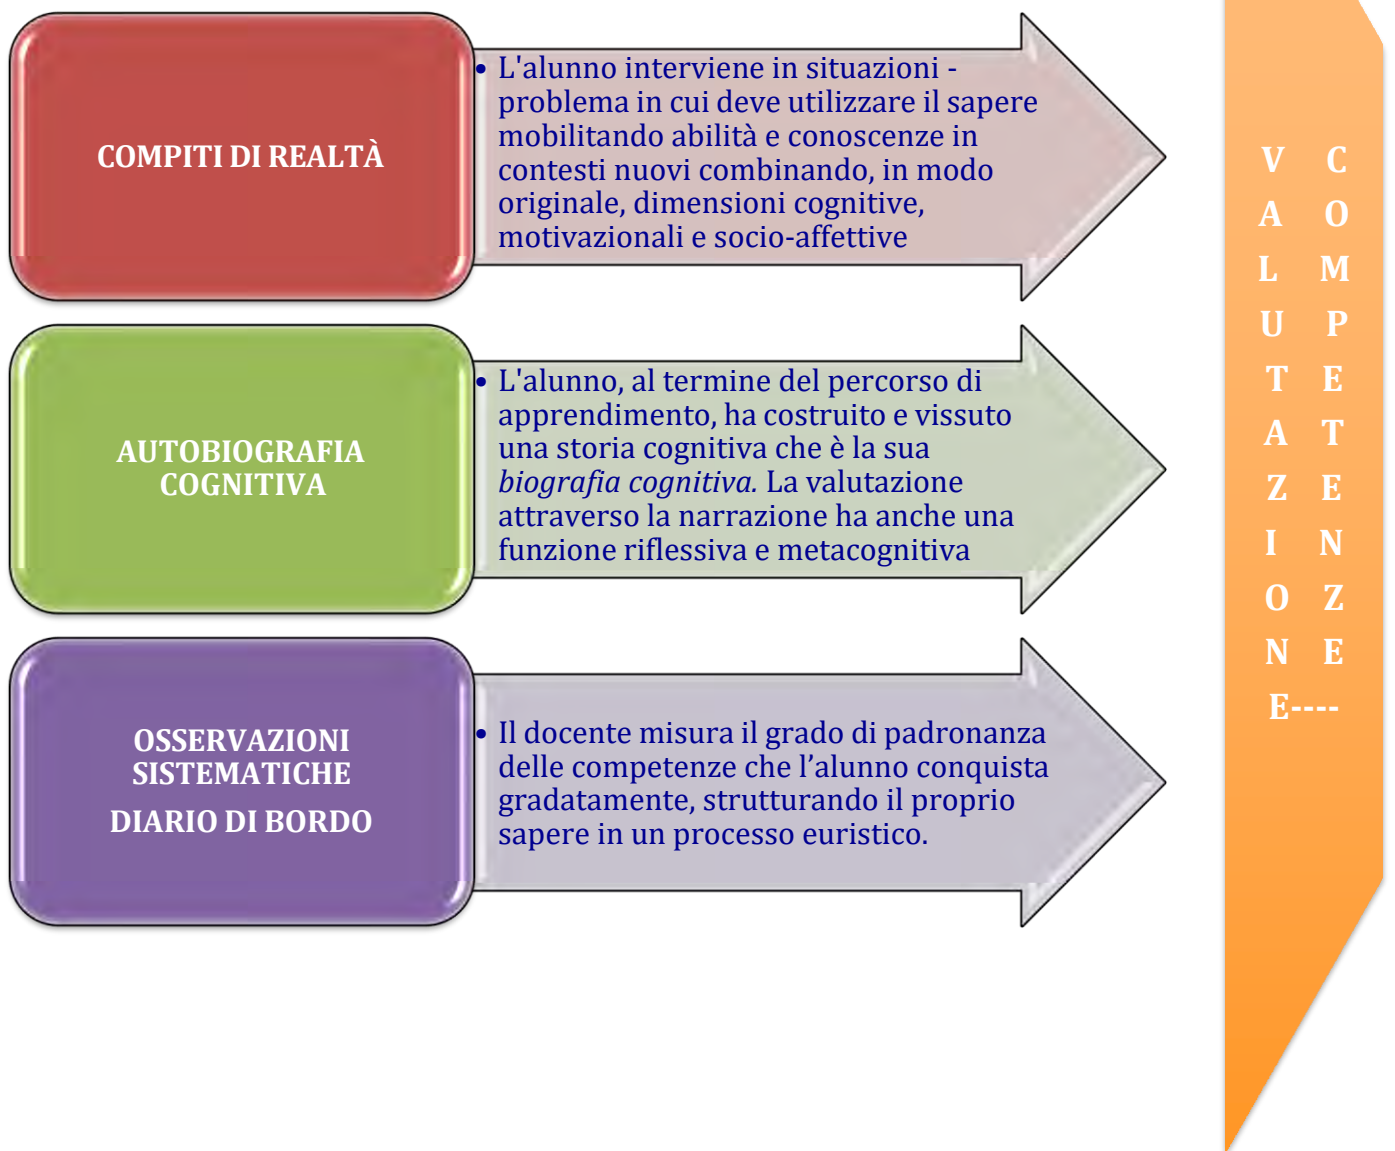 COMPITI DI REALTÀ
• L'alunno interviene in situazioni -
problema in cui deve utilizzare il sapere
mobilitando abilità e conoscenze in
contesti nuovi combinando, in modo
originale, dimensioni cognitive,
motivazionali e socio-affettive
AUTOBIOGRAFIA
COGNITIVA
• L'alunno, al termine del percorso di
apprendimento, ha costruito e vissuto
una storia cognitiva che è la sua
biografia cognitiva. La valutazione
attraverso la narrazione ha anche una
funzione riflessiva e metacognitiva
OSSERVAZIONI
SISTEMATICHE
DIARIO DI BORDO
• Il docente misura il grado di padronanza
delle competenze che l’alunno conquista
gradatamente, strutturando il proprio
sapere in un processo euristico.
V C
A O
L M
U P
T E
A T
Z E
I N
O Z
N E
E----